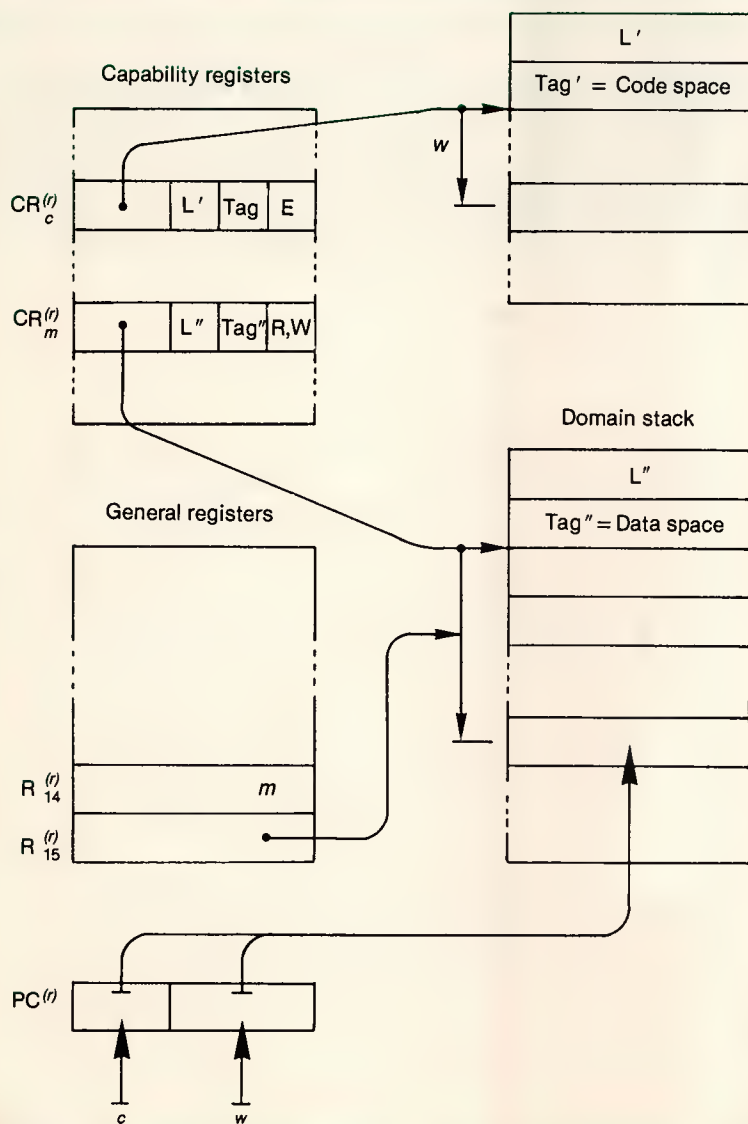 Capability registers
L′
Tag′ = Code space
w
CR(r)c
L′ Tag E
CR(r)m
L″ Tag″ R,W
Domain stack
L″
Tag″ = Data space
General registers
R(r)14
m
R(r)15
PC(r)
c
w